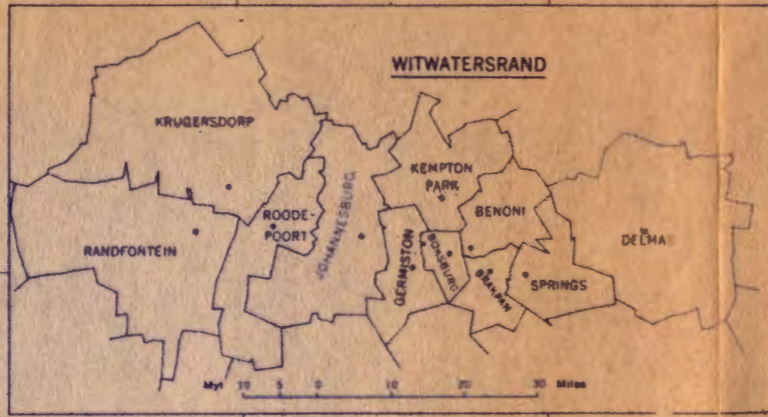 WITWATERSRAND
KRUGERSDORP
KEMPTON
PARK
ROODE-
POORT
JOHANNESBURG
BENONI
RANDFONTEIN
GERMISTON
BOKSBURG
DELMAS
BRAKPAN
SPRINGS
Myl 10 5 0 10 20 30 Miles